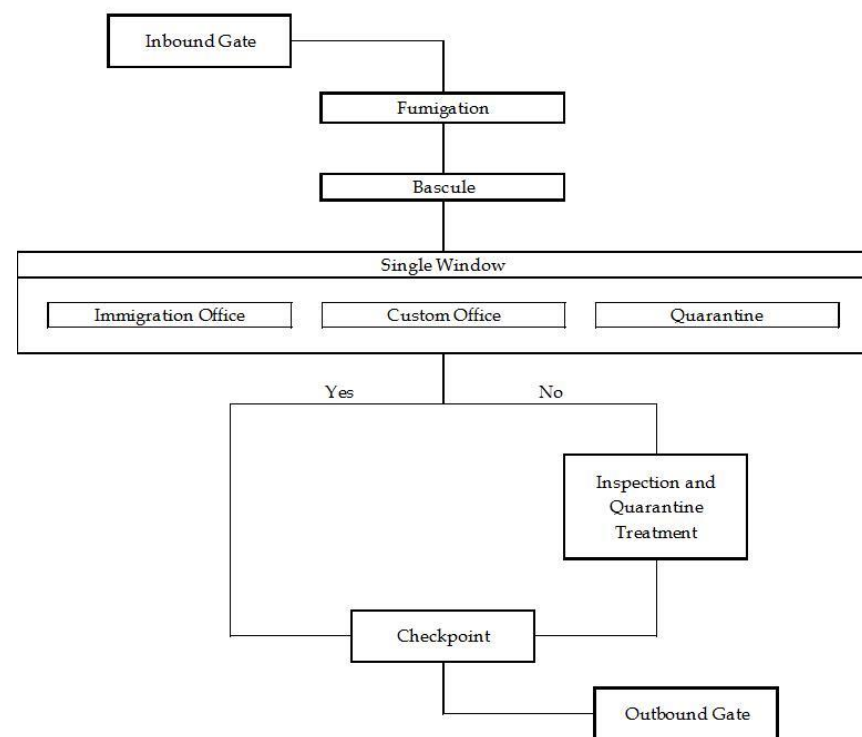 Inbound Gate
Fumigation
Bascule
Single Window
Immigration Office
Custom Office
Quarantine
Yes
No
Inspection and
Quarantine
Treatment
Checkpoint
Outbound Gate